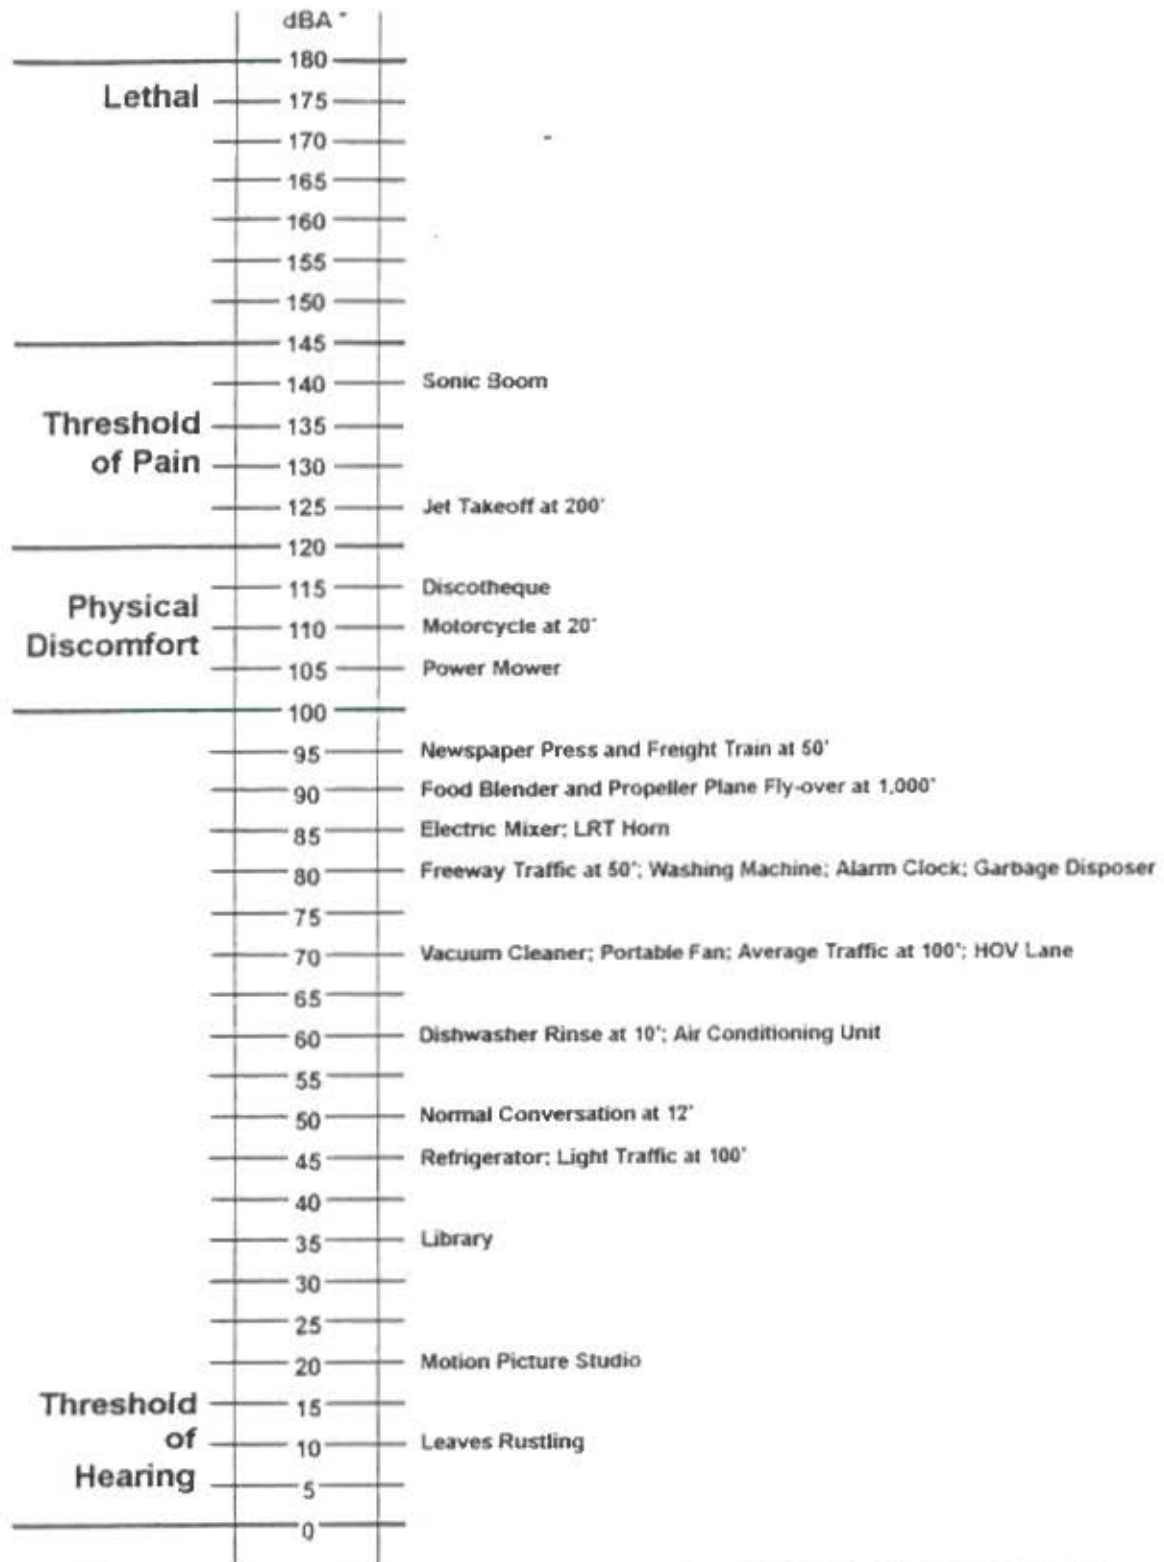 dBA
180
Lethal 175
170
165
160
155
150
145
140 Sonic Boom
Threshold 135
of Pain 130
125 Jet Takeoff at 200'
120
115 Discotheque
Physical
110 Motorcycle at 20'
Discomfort
105 Power Mower
100
95 Newspaper Press and Freight Train at 50'
90 Food Blender and Propeller Plane Fly-over at 1,000'
85 Electric Mixer; LRT Horn
80 Freeway Traffic at 50'; Washing Machine; Alarm Clock; Garbage Disposer
75
70 Vacuum Cleaner; Portable Fan; Average Traffic at 100'; HOV Lane
65
60 Dishwasher Rinse at 10'; Air Conditioning Unit
55
50 Normal Conversation at 12'
45 Refrigerator; Light Traffic at 100'
40
35 Library
30
25
20 Motion Picture Studio
Threshold 15
of 10 Leaves Rustling
Hearing 5
0